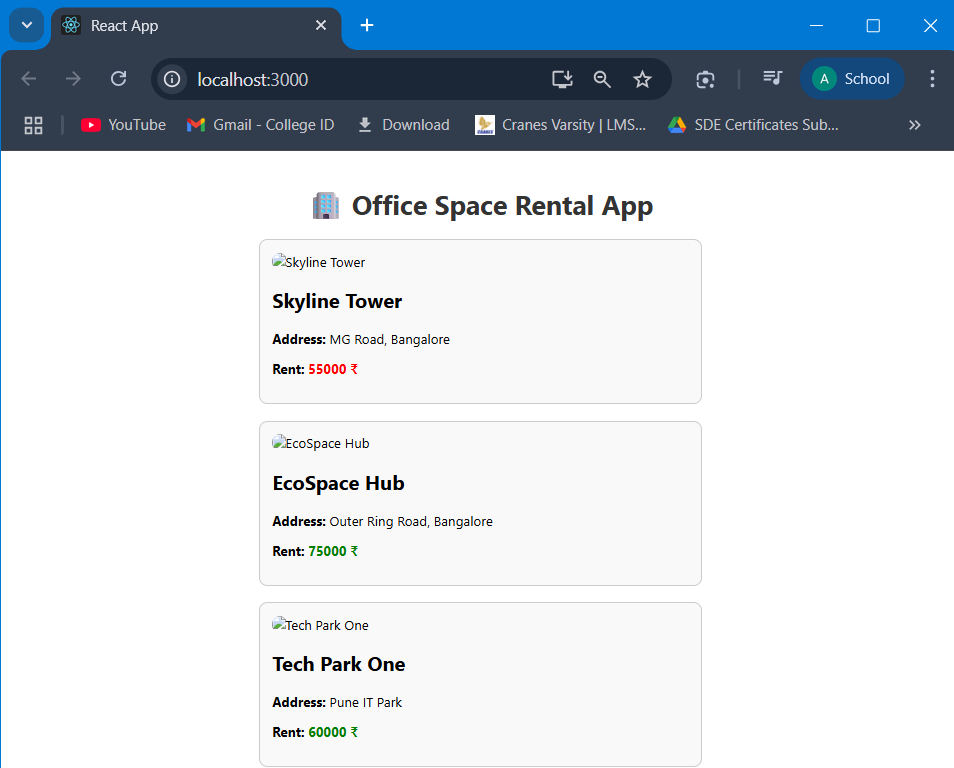 React App
localhost:3000
A School
YouTube Gmail - College ID Download Cranes Varsity | LMS... SDE Certificates Sub...
Office Space Rental App
Skyline Tower
Skyline Tower
Address: MG Road, Bangalore
Rent: 55000 ₹
EcoSpace Hub
EcoSpace Hub
Address: Outer Ring Road, Bangalore
Rent: 75000 ₹
Tech Park One
Tech Park One
Address: Pune IT Park
Rent: 60000 ₹